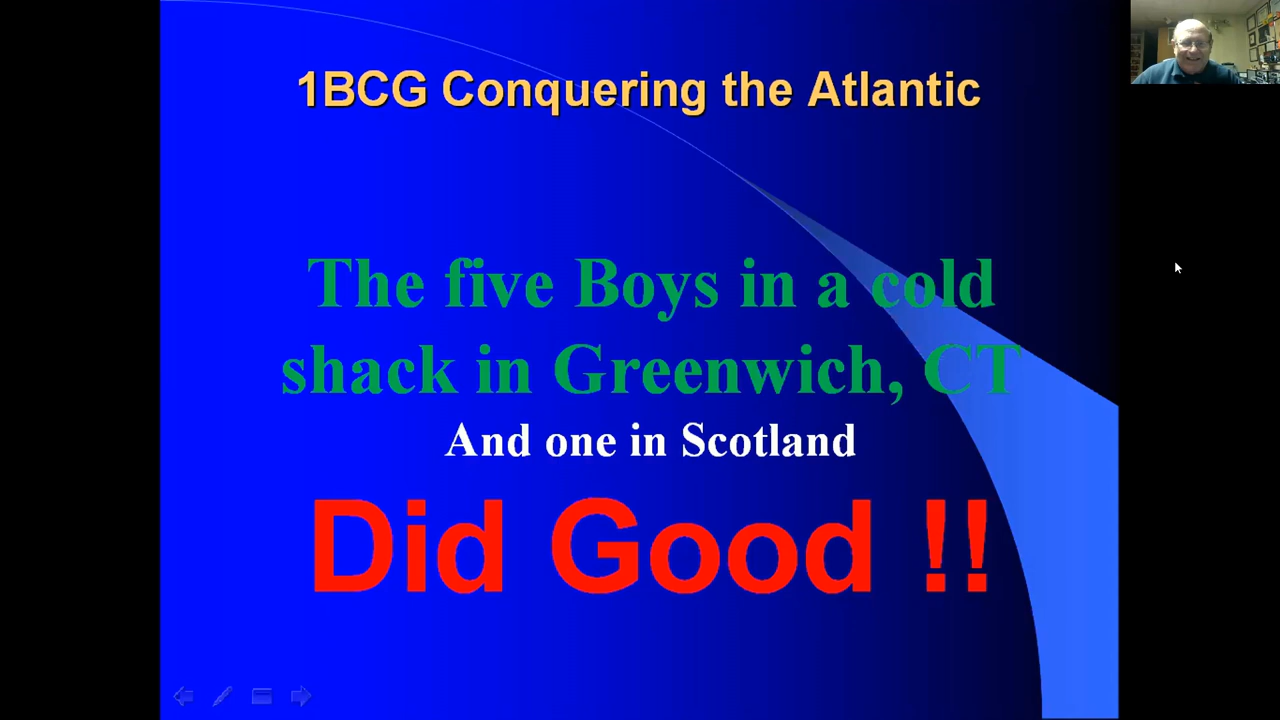 1BCG Conquering the Atlantic
The five Boys in a cold
shack in Greenwich, CT
And one in Scotland
Did Good !!